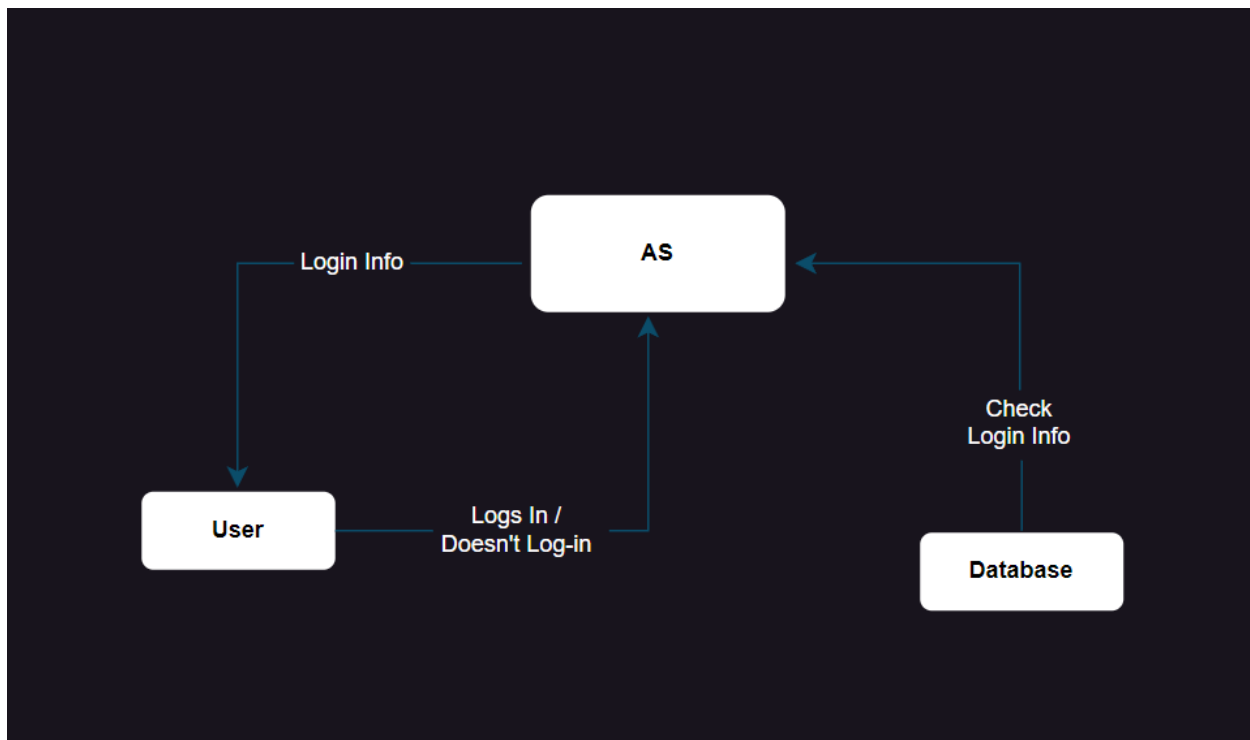 AS
Login Info
Check
Login Info
User
Logs In /
Doesn't Log-in
Database